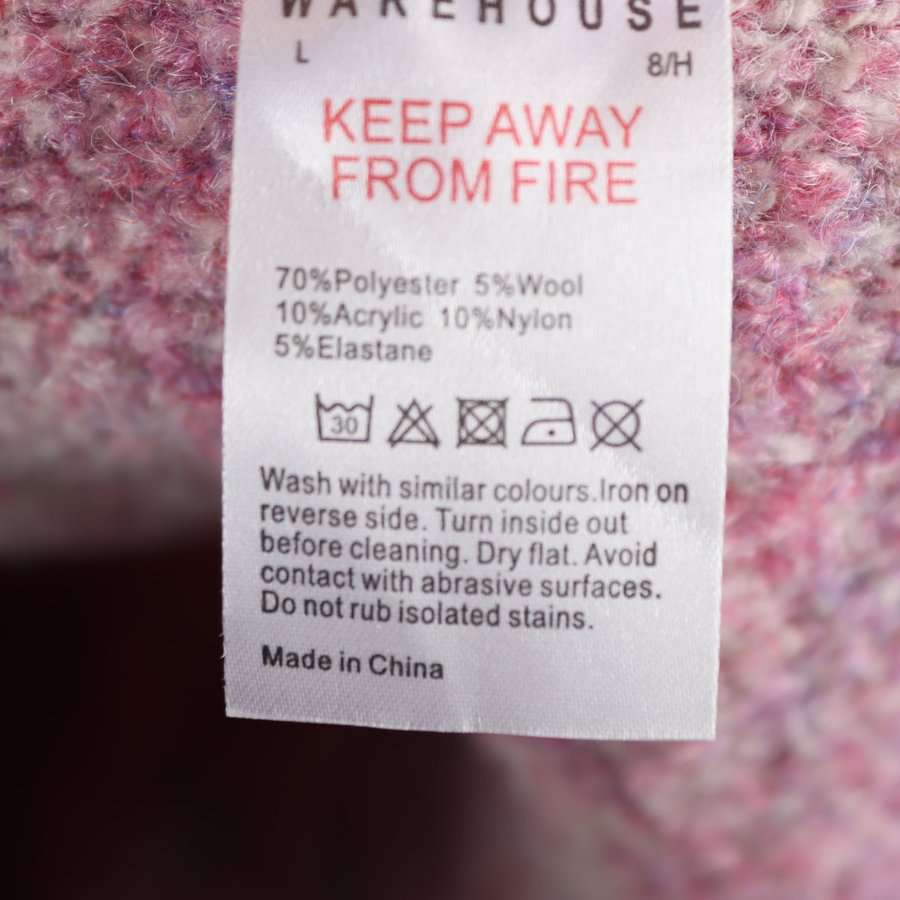 WAREHOUSE
L 8/H
KEEP AWAY
FROM FIRE
70%Polyester 5%Wool
10%Acrylic 10%Nylon
5%Elastane
30
Wash with similar colours.Iron on
reverse side. Turn inside out
before cleaning. Dry flat. Avoid
contact with abrasive surfaces.
Do not rub isolated stains.
Made in China